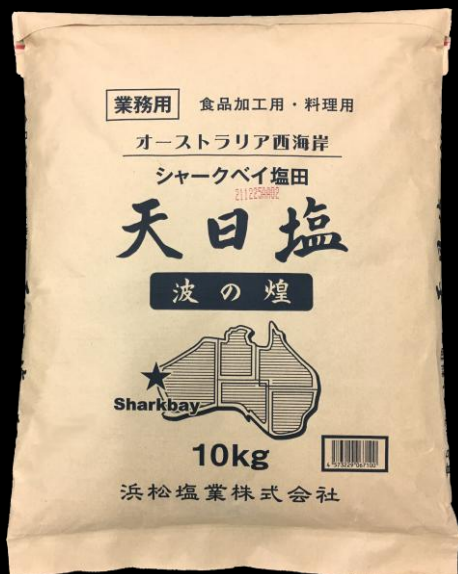 業務用 食品加工用・料理用
オーストラリア西海岸
シャークベイ塩田
天日塩
波の煌
Sharkbay
10kg
浜松塩業株式会社